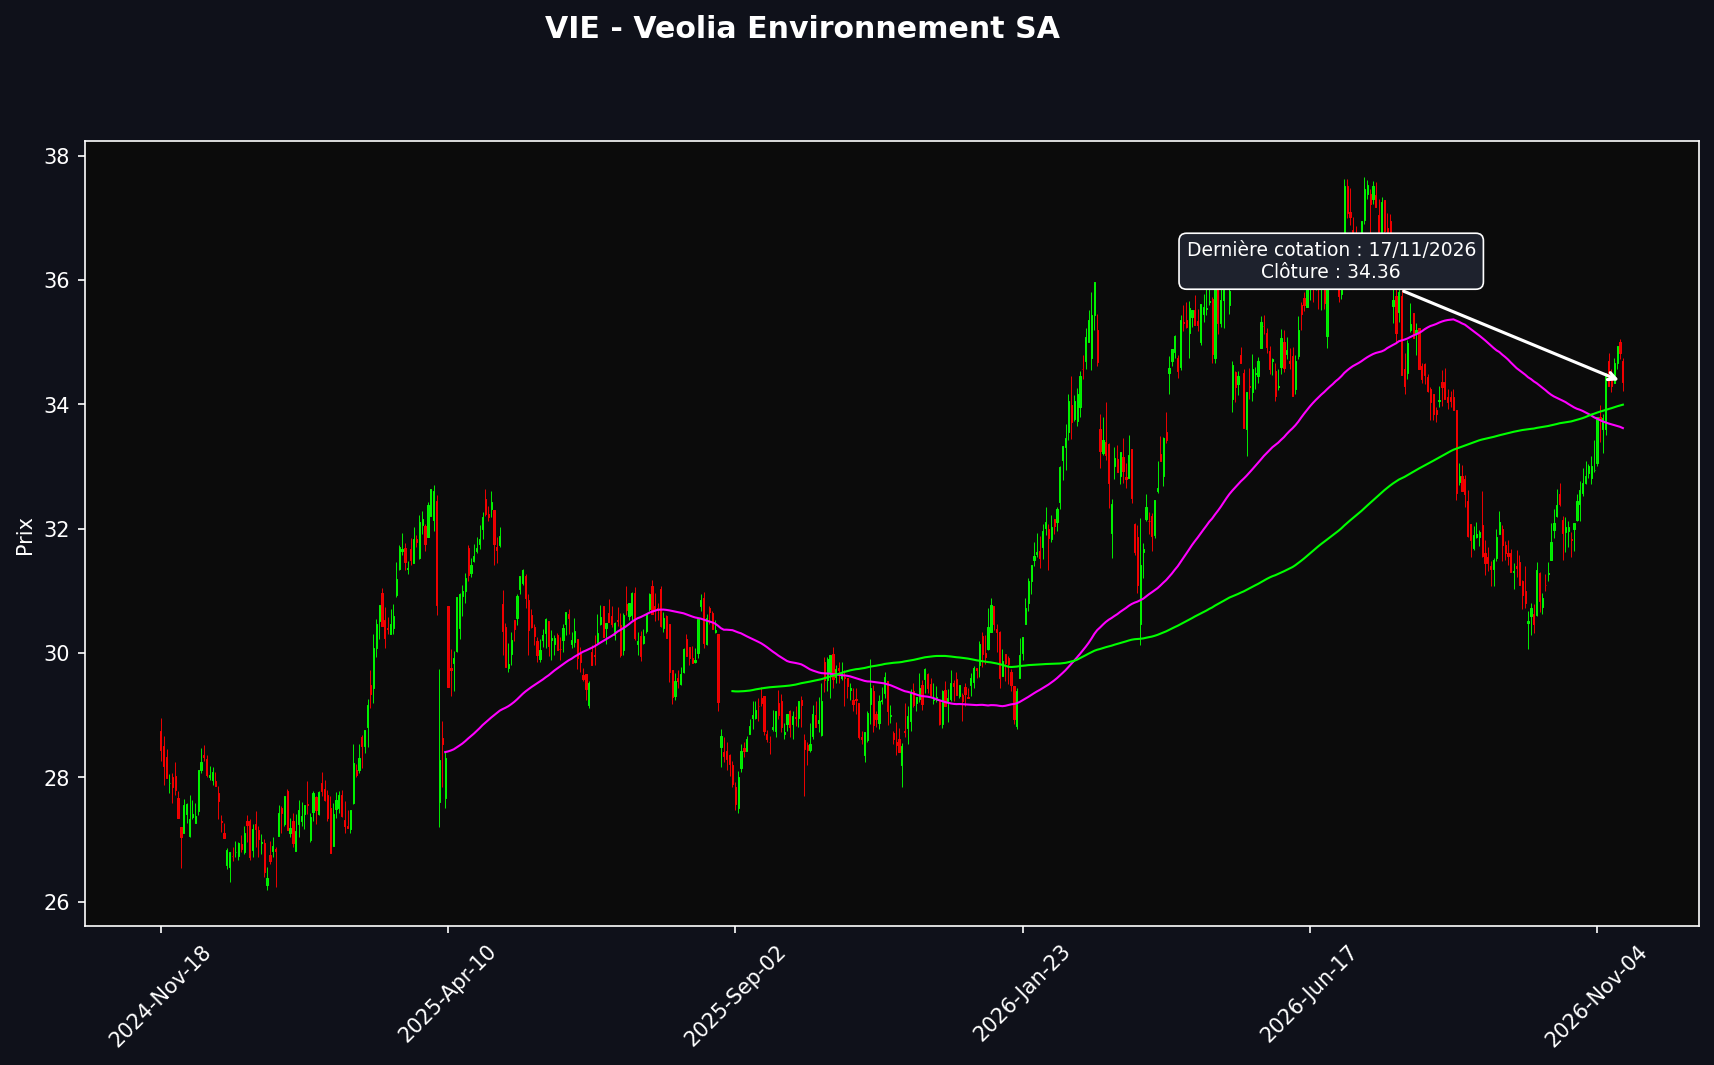 VIE - Veolia Environnement SA
38
36
34
32
30
28
26
Prix
Dernière cotation : 17/11/2026
Clôture : 34.36
2024-Nov-18
2025-Apr-10
2025-Sep-02
2026-Jan-23
2026-Jun-17
2026-Nov-04